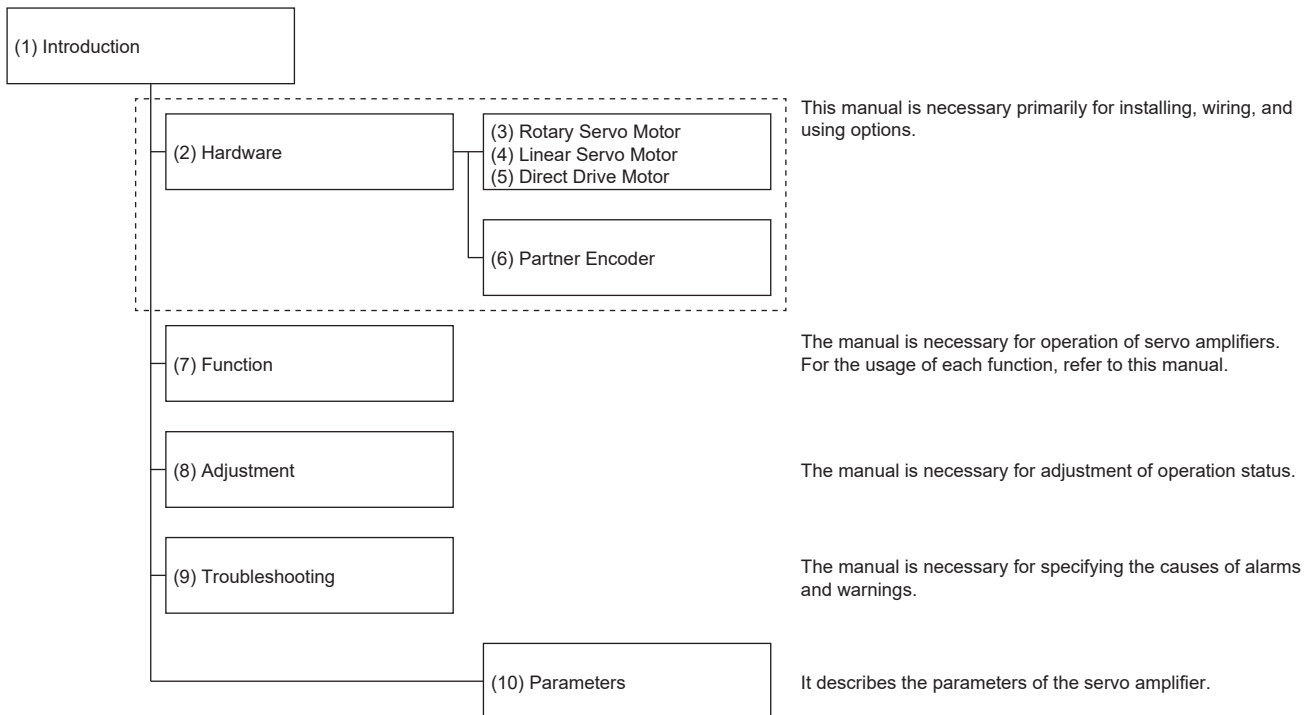 (1) Introduction
(2) Hardware
(3) Rotary Servo Motor
(4) Linear Servo Motor
(5) Direct Drive Motor
This manual is necessary primarily for installing, wiring, and
using options.
(6) Partner Encoder
(7) Function
The manual is necessary for operation of servo amplifiers.
For the usage of each function, refer to this manual.
(8) Adjustment
The manual is necessary for adjustment of operation status.
(9) Troubleshooting
The manual is necessary for specifying the causes of alarms
and warnings.
(10) Parameters
It describes the parameters of the servo amplifier.